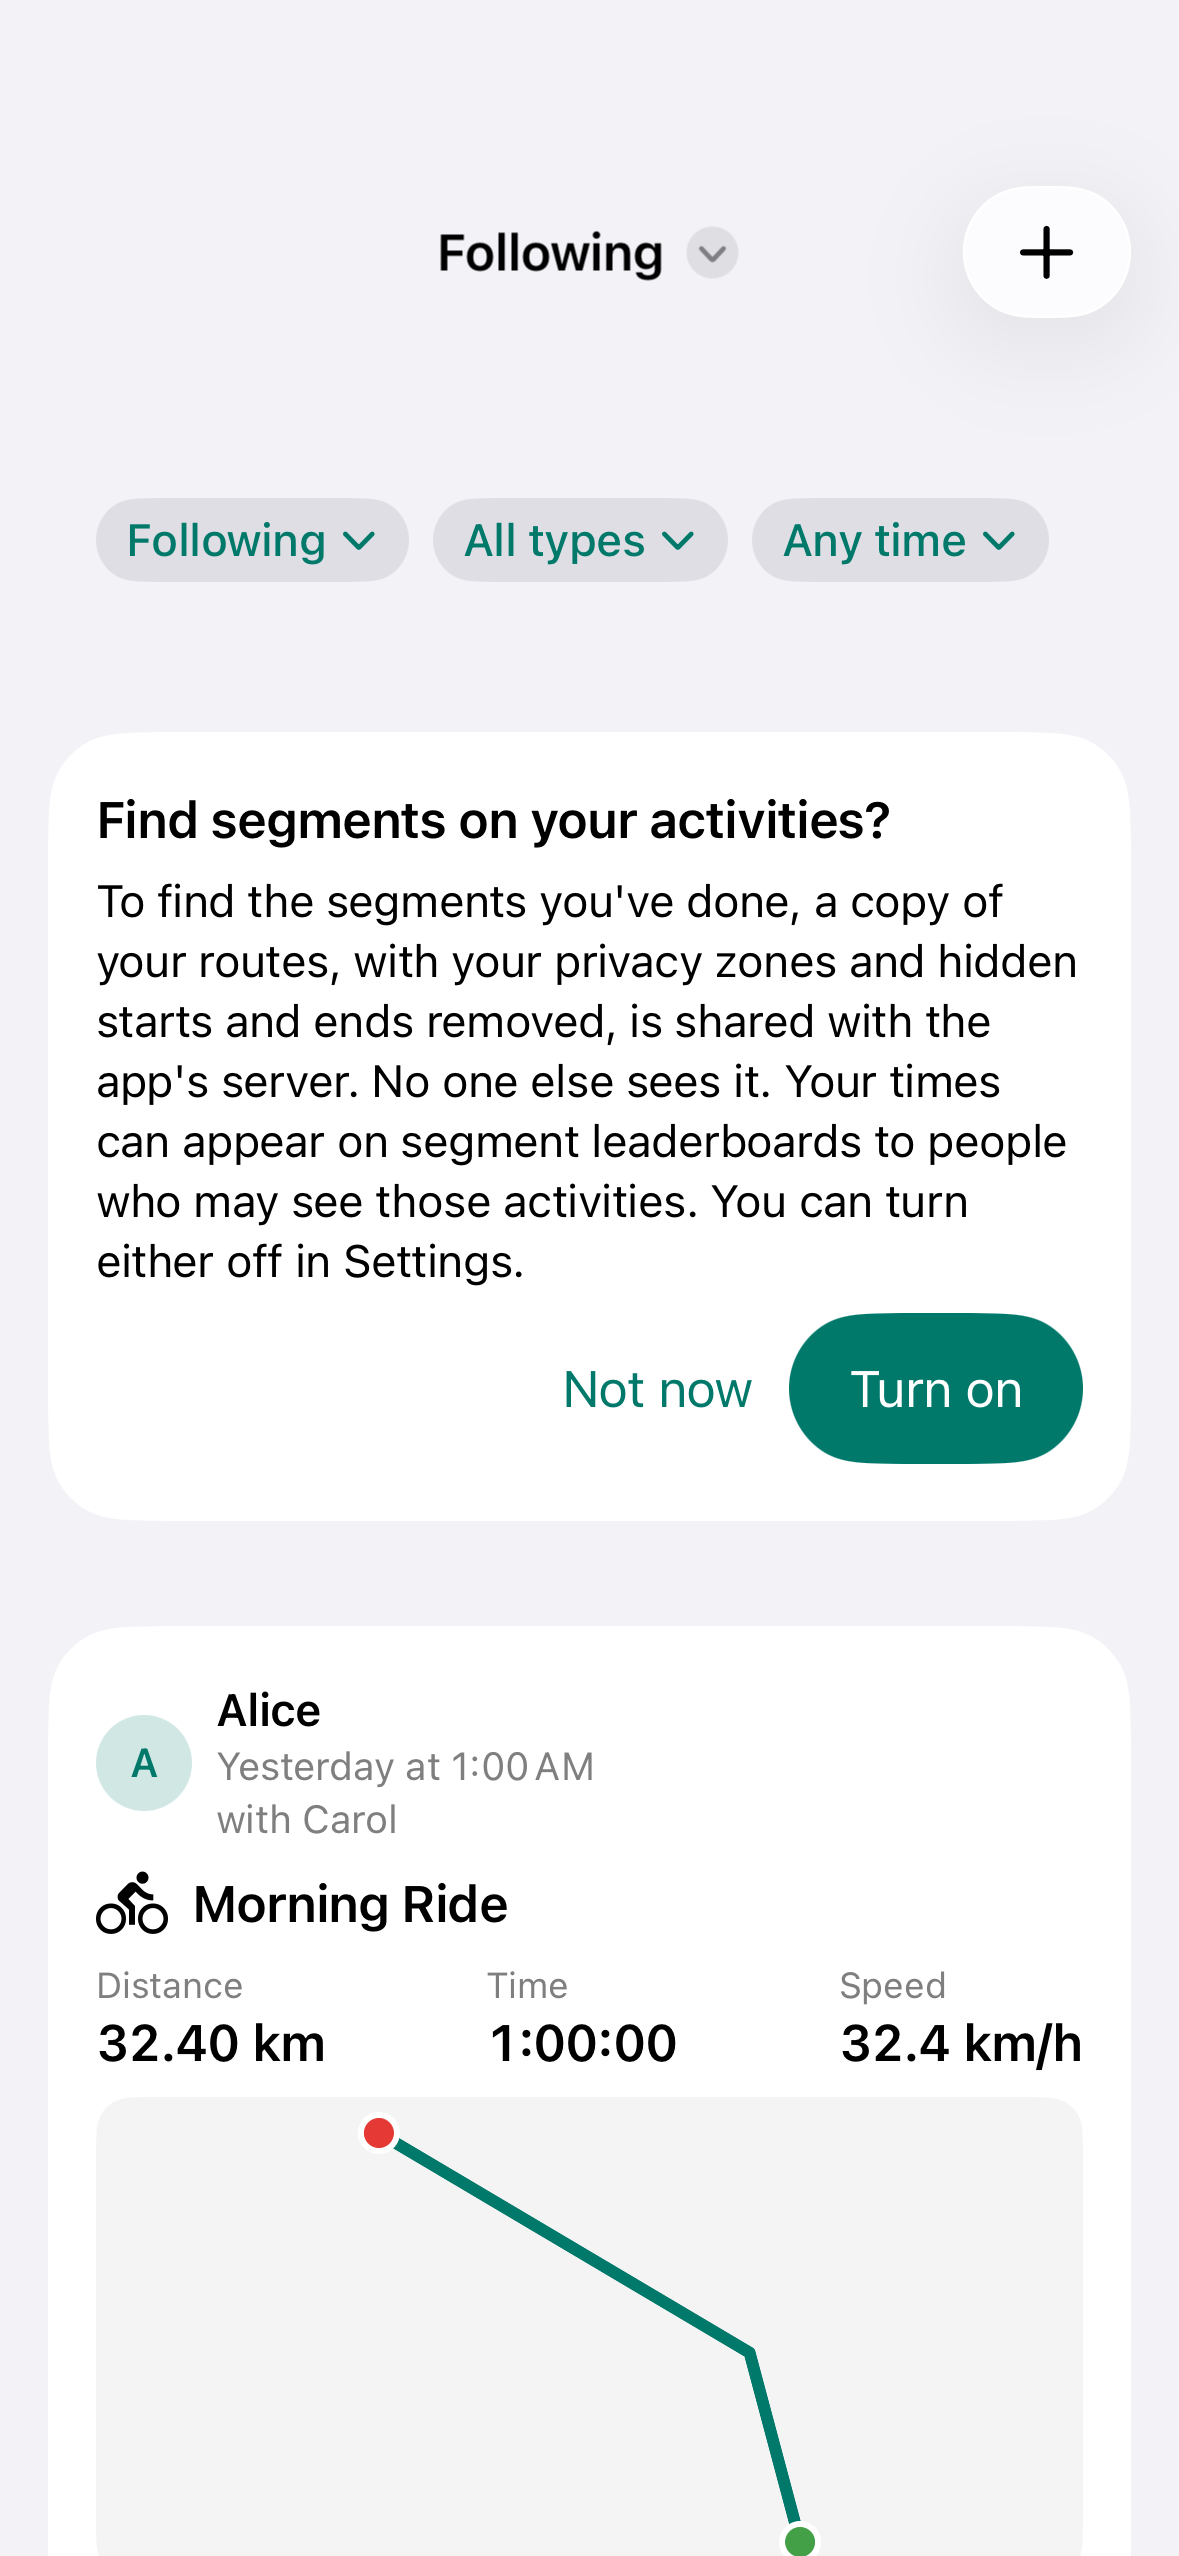 Following
Following
All types
Any time
Find segments on your activities?
To find the segments you've done, a copy of
your routes, with your privacy zones and hidden
starts and ends removed, is shared with the
app's server. No one else sees it. Your times
can appear on segment leaderboards to people
who may see those activities. You can turn
either off in Settings.
Not now
Turn on
A
Alice
Yesterday at 1:00 AM
with Carol
Morning Ride
Distance
Time
Speed
32.40 km
1:00:00
32.4 km/h